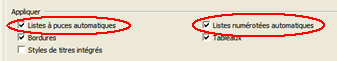 Appliquer
Listes à puces automatiques Listes numérotées automatiques
Bordures Tableaux
Styles de titres intégrés